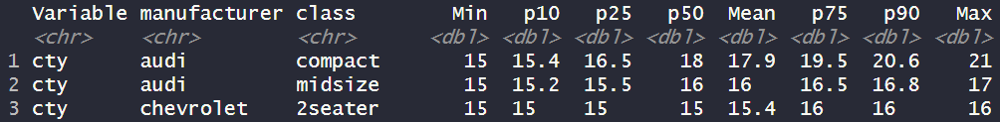 Variable manufacturer class Min p10 p25 p50 Mean p75 p90 Max
<chr> <chr> <chr> <dbl> <dbl> <dbl> <dbl> <dbl> <dbl> <dbl> <dbl>
1 cty audi compact 15 15.4 16.5 18 17.9 19.5 20.6 21
2 cty audi midsize 15 15.2 15.5 16 16 16.5 16.8 17
3 cty chevrolet 2seater 15 15 15 15 15.4 16 16 16